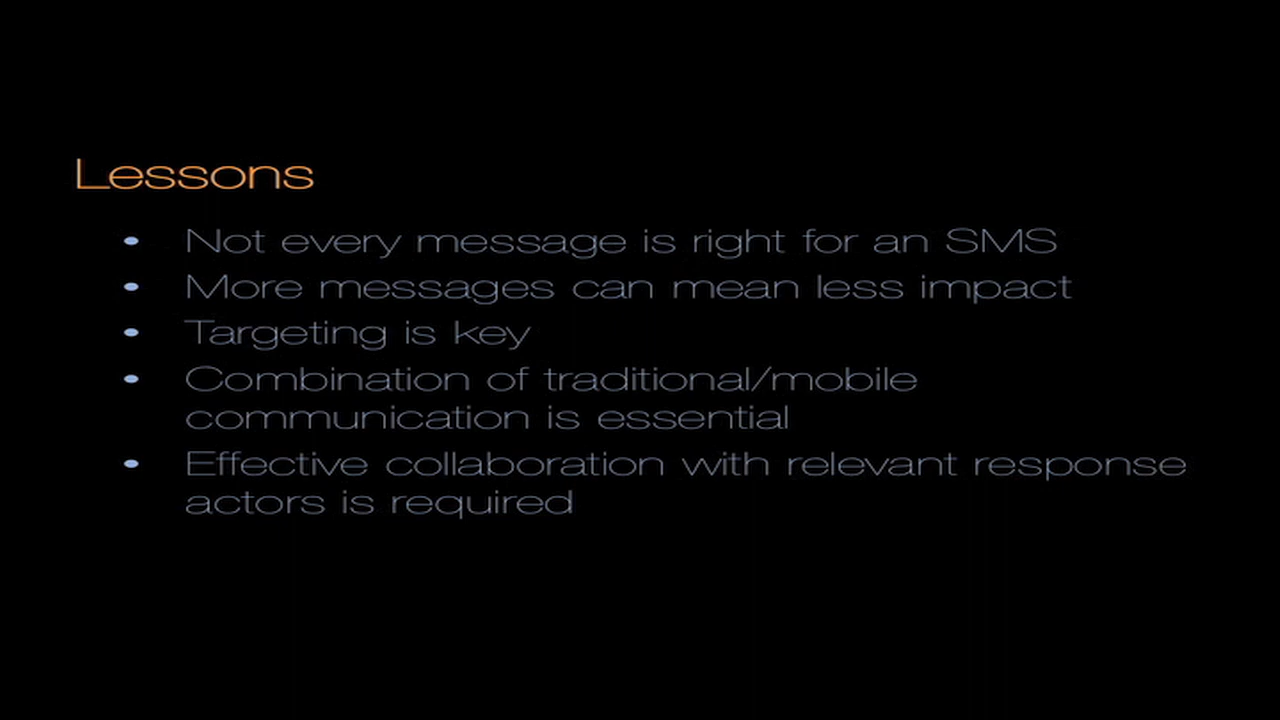 Lessons
• Not every message is right for an SMS
• More messages can mean less impact
• Targeting is key
• Combination of traditional/mobile
communication is essential
• Effective collaboration with relevant response
actors is required